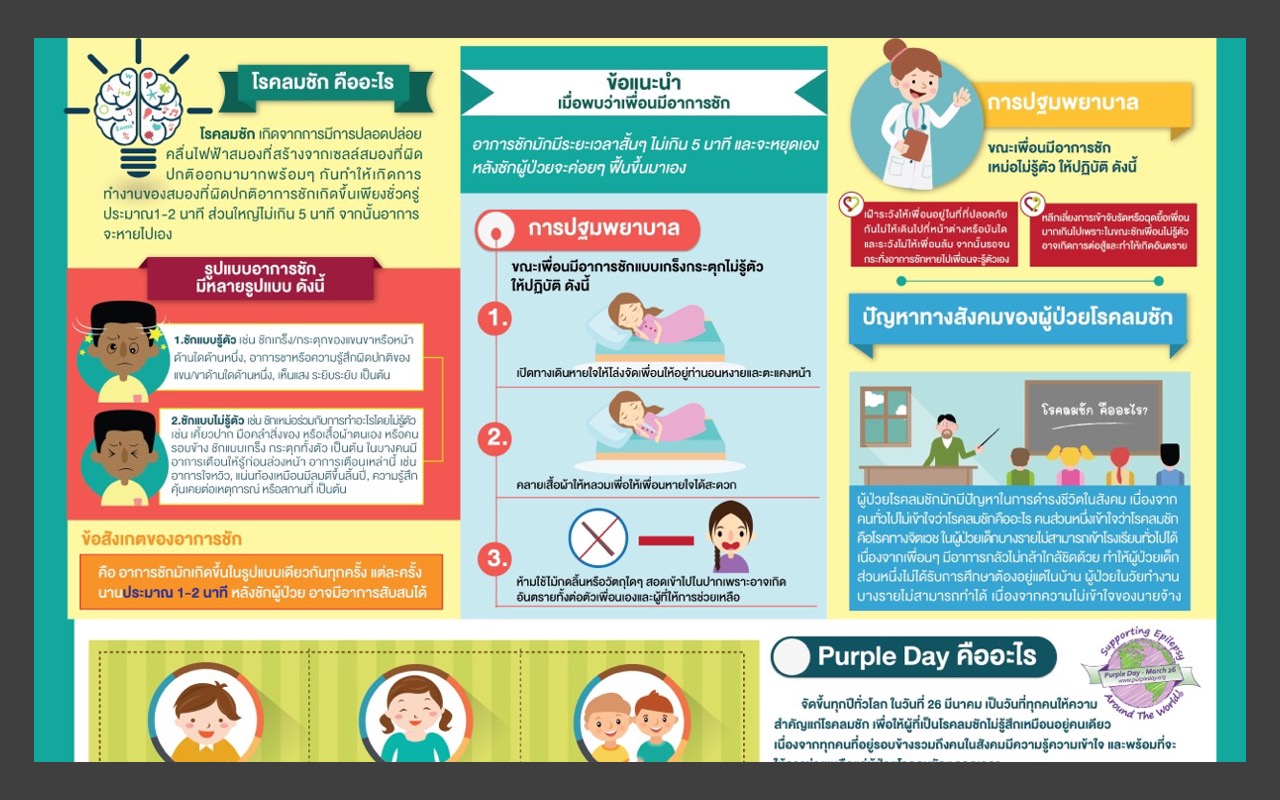 โรคลมชัก คืออะไร
โรคลมชัก เกิดจากการมีการปลดปล่อย
คลื่นไฟฟ้าสมองที่สร้างจากเซลล์สมองที่ผิด
ปกติออกมามากพร้อมๆ กันทำให้เกิดการ
ทำงานของสมองที่ผิดปกติอาการชักเกิดขึ้นเพียงชั่วครู่
ประมาณ1-2 นาที ส่วนใหญ่ไม่เกิน 5 นาที จากนั้นอาการ
จะหายไปเอง
รูปแบบอาการชัก
มีหลายรูปแบบ ดังนี้
1.ชักแบบรู้ตัว เช่น ชักเกร็ง/กระตุกของแขนขาหรือหน้า
ด้านใดด้านหนึ่ง, อาการชาหรือความรู้สึกผิดปกติของ
แขน/ขาด้านใดด้านหนึ่ง, เห็นแสง ระยิบระยับ เป็นต้น
2.ชักแบบไม่รู้ตัว เช่น ชักเหม่อร่วมกับการทำอะไรโดยไม่รู้ตัว
เช่น เคี้ยวปาก มือคลำสิ่งของ หรือเสื้อผ้าตนเอง หรือคน
รอบข้าง ชักแบบเกร็ง กระตุกทั้งตัว เป็นต้น ในบางคนมี
อาการเตือนให้รู้ก่อนล่วงหน้า อาการเตือนเหล่านี้ เช่น
อาการใจหวิว, แน่นท้องเหมือนมีลมตีขึ้นลิ้นปี่, ความรู้สึก
คุ้นเคยต่อเหตุการณ์ หรือสถานที่ เป็นต้น
ข้อสังเกตของอาการชัก
คือ อาการชักมักเกิดขึ้นในรูปแบบเดียวกันทุกครั้ง แต่ละครั้ง
นานประมาณ 1-2 นาที หลังชักผู้ป่วย อาจมีอาการสับสนได้
ข้อแนะนำ
เมื่อพบว่าเพื่อนมีอาการชัก
อาการชักมักมีระยะเวลาสั้นๆ ไม่เกิน 5 นาที และจะหยุดเอง
หลังชักผู้ป่วยจะค่อยๆ ฟื้นขึ้นมาเอง
การปฐมพยาบาล
ขณะเพื่อนมีอาการชักแบบเกร็งกระตุกไม่รู้ตัว
ให้ปฏิบัติ ดังนี้
1.
เปิดทางเดินหายใจให้โล่งจัดเพื่อนให้อยู่ท่านอนหงายและตะแคงหน้า
2.
คลายเสื้อผ้าให้หลวมเพื่อให้เพื่อนหายใจได้สะดวก
3.
ห้ามใช้ไม้กดลิ้นหรือวัตถุใดๆ สอดเข้าไปในปากเพราะอาจเกิด
อันตรายทั้งต่อตัวเพื่อนเองและผู้ที่ให้การช่วยเหลือ
การปฐมพยาบาล
ขณะเพื่อนมีอาการชัก
เหม่อไม่รู้ตัว ให้ปฏิบัติ ดังนี้
เฝ้าระวังให้เพื่อนอยู่ในที่ที่ปลอดภัย
กันไม่ให้เดินไปที่หน้าต่างหรือบันได
และระวังไม่ให้เพื่อนล้ม จากนั้นรอจน
กระทั่งอาการชักหายไปเพื่อนจะรู้ตัวเอง
หลีกเลี่ยงการเข้าจับรัดหรือฉุดยื้อเพื่อน
มากเกินไปเพราะในขณะชักเพื่อนไม่รู้ตัว
อาจเกิดการต่อสู้และทำให้เกิดอันตราย
ปัญหาทางสังคมของผู้ป่วยโรคลมชัก
โรคลมชัก คืออะไร?
ผู้ป่วยโรคลมชักมักมีปัญหาในการดำรงชีวิตในสังคม เนื่องจาก
คนทั่วไปไม่เข้าใจว่าโรคลมชักคืออะไร คนส่วนหนึ่งเข้าใจว่าโรคลมชัก
คือโรคทางจิตเวช ในผู้ป่วยเด็กบางรายไม่สามารถเข้าโรงเรียนทั่วไปได้
เนื่องจากเพื่อนๆ มีอาการกลัวไม่กล้าใกล้ชิดด้วย ทำให้ผู้ป่วยเด็ก
ส่วนหนึ่งไม่ได้รับการศึกษาต้องอยู่แต่ในบ้าน ผู้ป่วยในวัยทำงาน
บางรายไม่สามารถทำได้ เนื่องจากความไม่เข้าใจของนายจ้าง
Purple Day คืออะไร
Supporting Epilepsy
Purple Day - March 26
www.purpleday.org
Around The World!
จัดขึ้นทุกปีทั่วโลก ในวันที่ 26 มีนาคม เป็นวันที่ทุกคนให้ความ
สำคัญแก่โรคลมชัก เพื่อให้ผู้ที่เป็นโรคลมชักไม่รู้สึกเหมือนอยู่คนเดียว
เนื่องจากทุกคนที่อยู่รอบข้างรวมถึงคนในสังคมมีความรู้ความเข้าใจ และพร้อมที่จะ